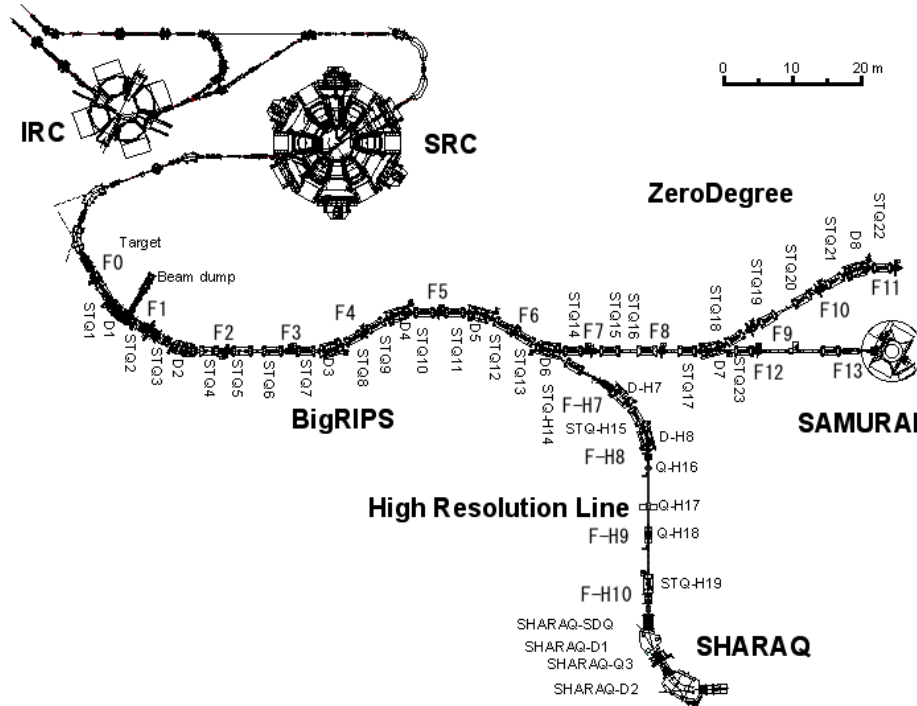 0 10 20 m
IRC
SRC
ZeroDegree
Target
F0
Beam dump
STQ1
D1
F1
STQ2
STQ3
D2
F2
STQ4
STQ5
STQ6
F3
STQ7
D3
F4
STQ8
STQ9
D4
STQ10
F5
STQ11
D5
STQ12
F6
STQ13
D6
STQ14
F7
STQ15
STQ16
F8
STQ17
STQ18
D7
STQ23
STQ19
F9
STQ20
STQ21
F10
D8
STQ22
F11
F12
F13
BigRIPS
SAMURAI
STQ-H14
F-H7
D-H7
STQ-H15
D-H8
F-H8
Q-H16
High Resolution Line
Q-H17
F-H9
Q-H18
STQ-H19
F-H10
SHARAQ-SDQ
SHARAQ-D1
SHARAQ
SHARAQ-Q3
SHARAQ-D2